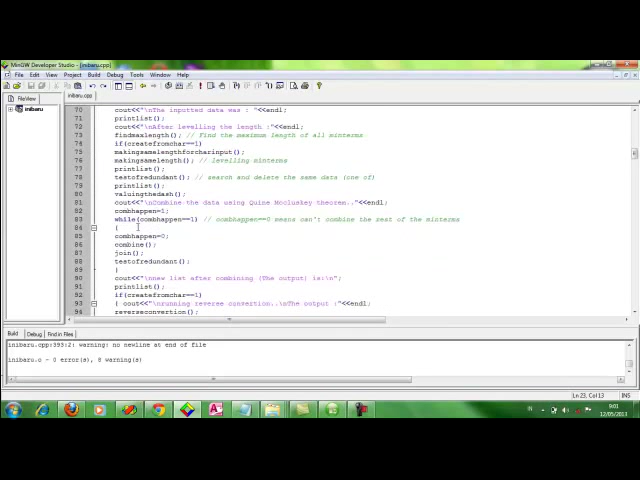 MinGW Developer Studio - [inibaru.cpp]
File Edit View Project Build Debug Tools Window Help
FileView
inibaru
inibaru.cpp
70 cout<<"\nThe inputted data was : "<<endl;
71 printlist();
72 cout<<"\nAfter levelling the length :"<<endl;
73 findmaxlength(); // Find the maximum length of all minterms
74 if(createfromchar==1)
75 makingsamelengthforcharinput();
76 makingsamelength(); // levelling minterms
77 printlist();
78 testofredundant(); // search and delete the same data (one of)
79 printlist();
80 valuingthedash();
81 cout<<"\nCombine the data using Quine Mccluskey theorem.."<<endl;
82 combhappen=1;
83 while(combhappen==1) // combhappen==0 means can't combine the rest of the minterms
84 {
85 combhappen=0;
86 combine();
87 join();
88 testofredundant();
89 }
90 cout<<"\nnew list after combining (The output) is:\n";
91 printlist();
92 if(createfromchar==1)
93 { cout<<"\nrunning reverse convertion..\nThe output :"<<endl;
94 reverseconvertion();
Build Debug Find in Files
inibaru.cpp:993:2: warning: no newline at end of file
inibaru.o - 0 error(s), 8 warning(s)
Ln 23, Col 13 INS
IN
9:01
12/05/2013